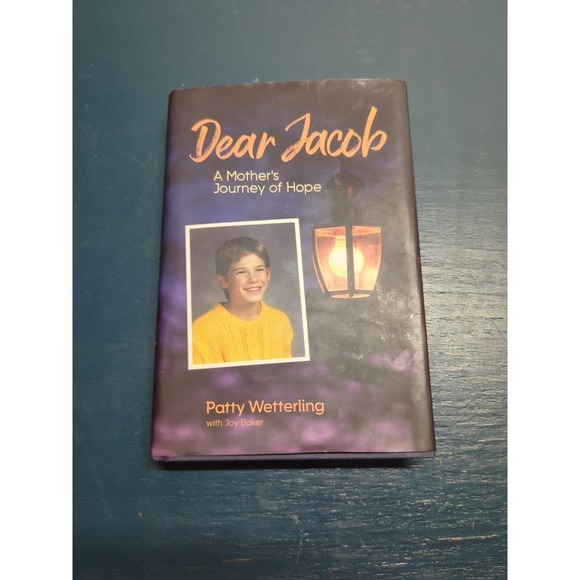 Dear Jacob
A Mother's
Journey of Hope
Patty Wetterling
with Joy Baker